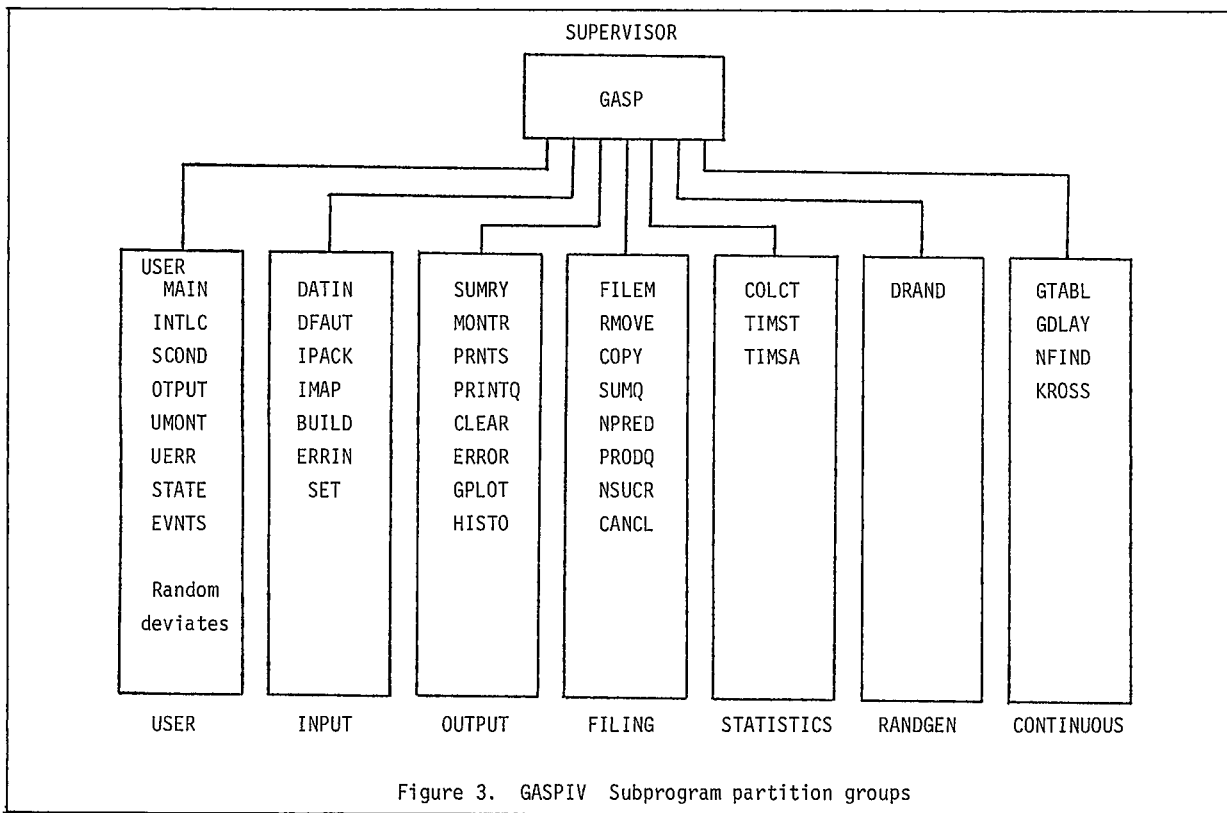 SUPERVISOR
GASP
USER
MAIN
INTLC
SCOND
OTPUT
UMONT
UERR
STATE
EVNTS
Random
deviates
USER
DATIN
DFAUT
IPACK
IMAP
BUILD
ERRIN
SET
INPUT
SUMRY
MONTR
PRNTS
PRINTQ
CLEAR
ERROR
GPLOT
HISTO
OUTPUT
FILEM
RMOVE
COPY
SUMQ
NPRED
PRODQ
NSUCR
CANCL
FILING
COLCT
TIMST
TIMSA
STATISTICS
DRAND
RANDGEN
GTABL
GDLAY
NFIND
KROSS
CONTINUOUS
Figure 3. GASPIV Subprogram partition groups